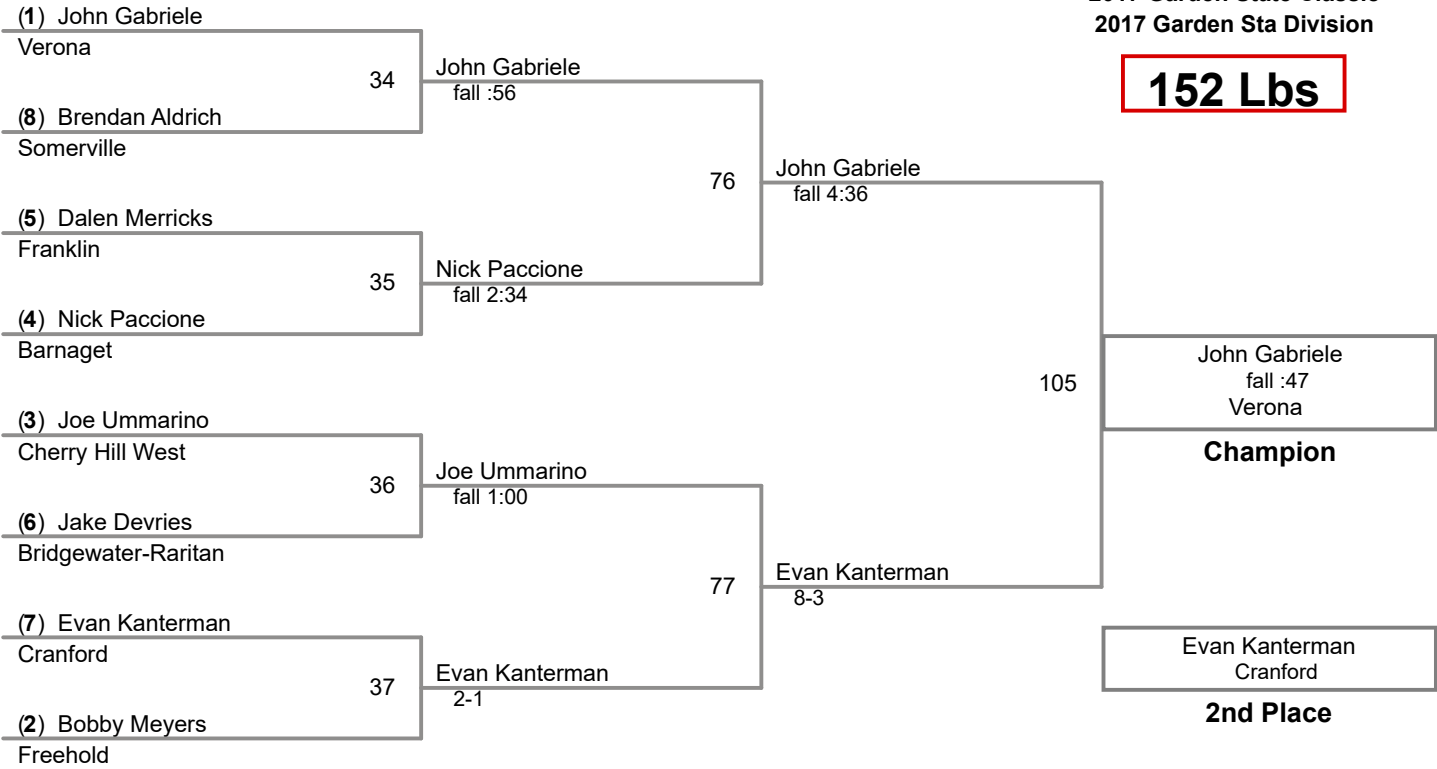 2017 Garden State Classic
2017 Garden Sta Division
152 Lbs
(1) John Gabriele
Verona
34
(8) Brendan Aldrich
Somerville
John Gabriele
fall :56
(5) Dalen Merricks
Franklin
35
(4) Nick Paccione
Barnaget
Nick Paccione
fall 2:34
76
John Gabriele
fall 4:36
(3) Joe Ummarino
Cherry Hill West
36
(6) Jake Devries
Bridgewater-Raritan
Joe Ummarino
fall 1:00
(7) Evan Kanterman
Cranford
37
(2) Bobby Meyers
Freehold
Evan Kanterman
2-1
77
Evan Kanterman
8-3
105
John Gabriele
fall :47
Verona
Champion
Evan Kanterman
Cranford
2nd Place